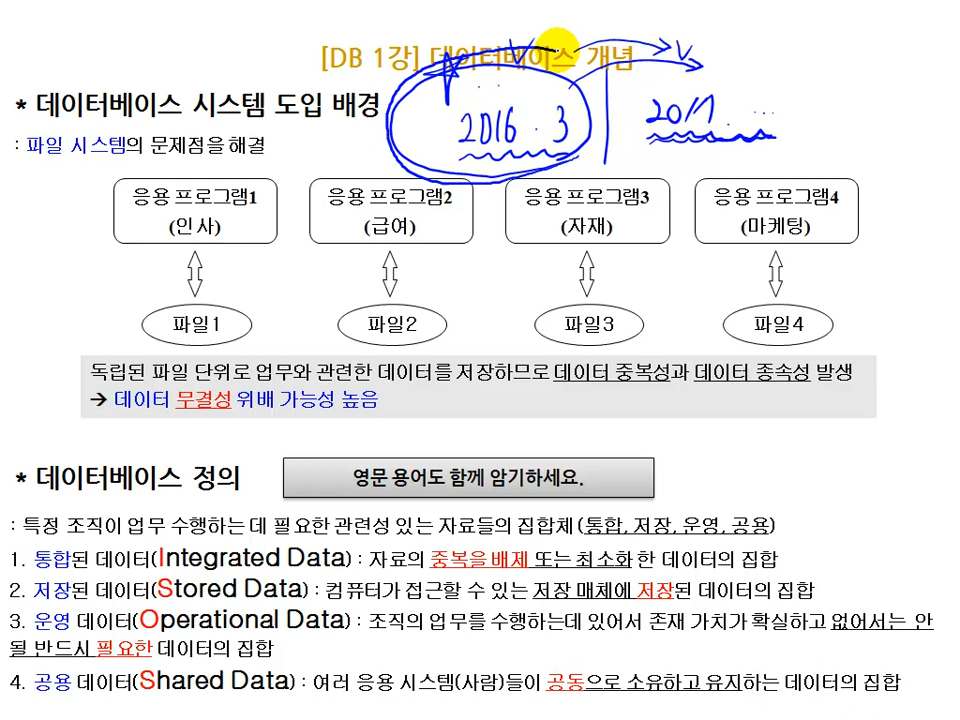 [DB 1강] 데이터베이스 개념
* 데이터베이스 시스템 도입 배경
2016 . 3
2017 ...
: 파일 시스템의 문제점을 해결
응용 프로그램1
(인사)
응용 프로그램2
(급여)
응용 프로그램3
(자재)
응용 프로그램4
(마케팅)
파일1
파일2
파일3
파일4
독립된 파일 단위로 업무와 관련한 데이터를 저장하므로 데이터 중복성과 데이터 종속성 발생
→ 데이터 무결성 위배 가능성 높음
* 데이터베이스 정의
영문 용어도 함께 암기하세요.
: 특정 조직이 업무 수행하는 데 필요한 관련성 있는 자료들의 집합체 (통합, 저장, 운영, 공용)
1. 통합된 데이터(Integrated Data) : 자료의 중복을 배제 또는 최소화 한 데이터의 집합
2. 저장된 데이터(Stored Data) : 컴퓨터가 접근할 수 있는 저장 매체에 저장된 데이터의 집합
3. 운영 데이터(Operational Data) : 조직의 업무를 수행하는데 있어서 존재 가치가 확실하고 없어서는 안
될 반드시 필요한 데이터의 집합
4. 공용 데이터(Shared Data) : 여러 응용 시스템(사람)들이 공동으로 소유하고 유지하는 데이터의 집합